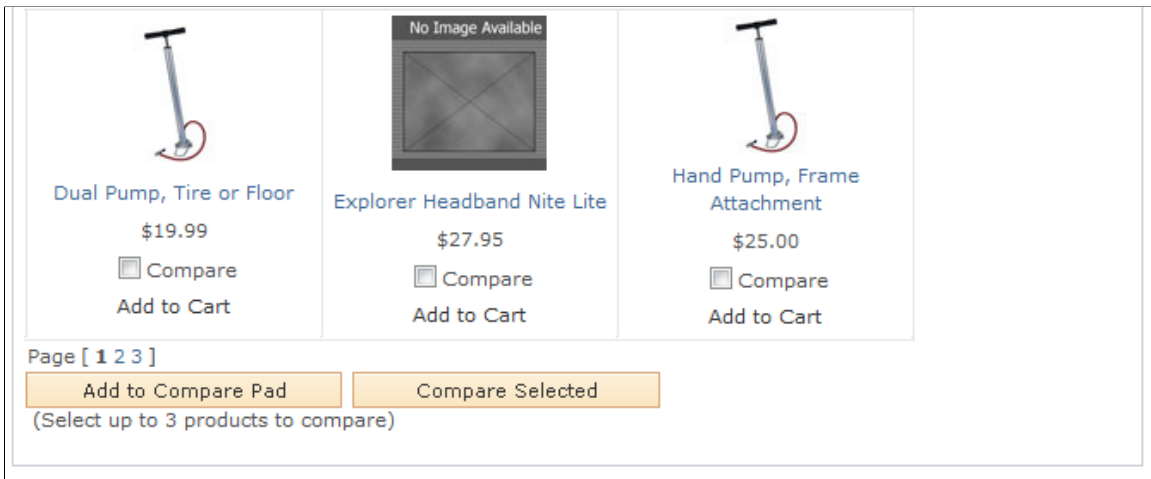 No Image Available
Dual Pump, Tire or Floor
$19.99
Compare
Add to Cart
Explorer Headband Nite Lite
$27.95
Compare
Add to Cart
Hand Pump, Frame
Attachment
$25.00
Compare
Add to Cart
Page [ 1 2 3 ]
Add to Compare Pad
Compare Selected
(Select up to 3 products to compare)